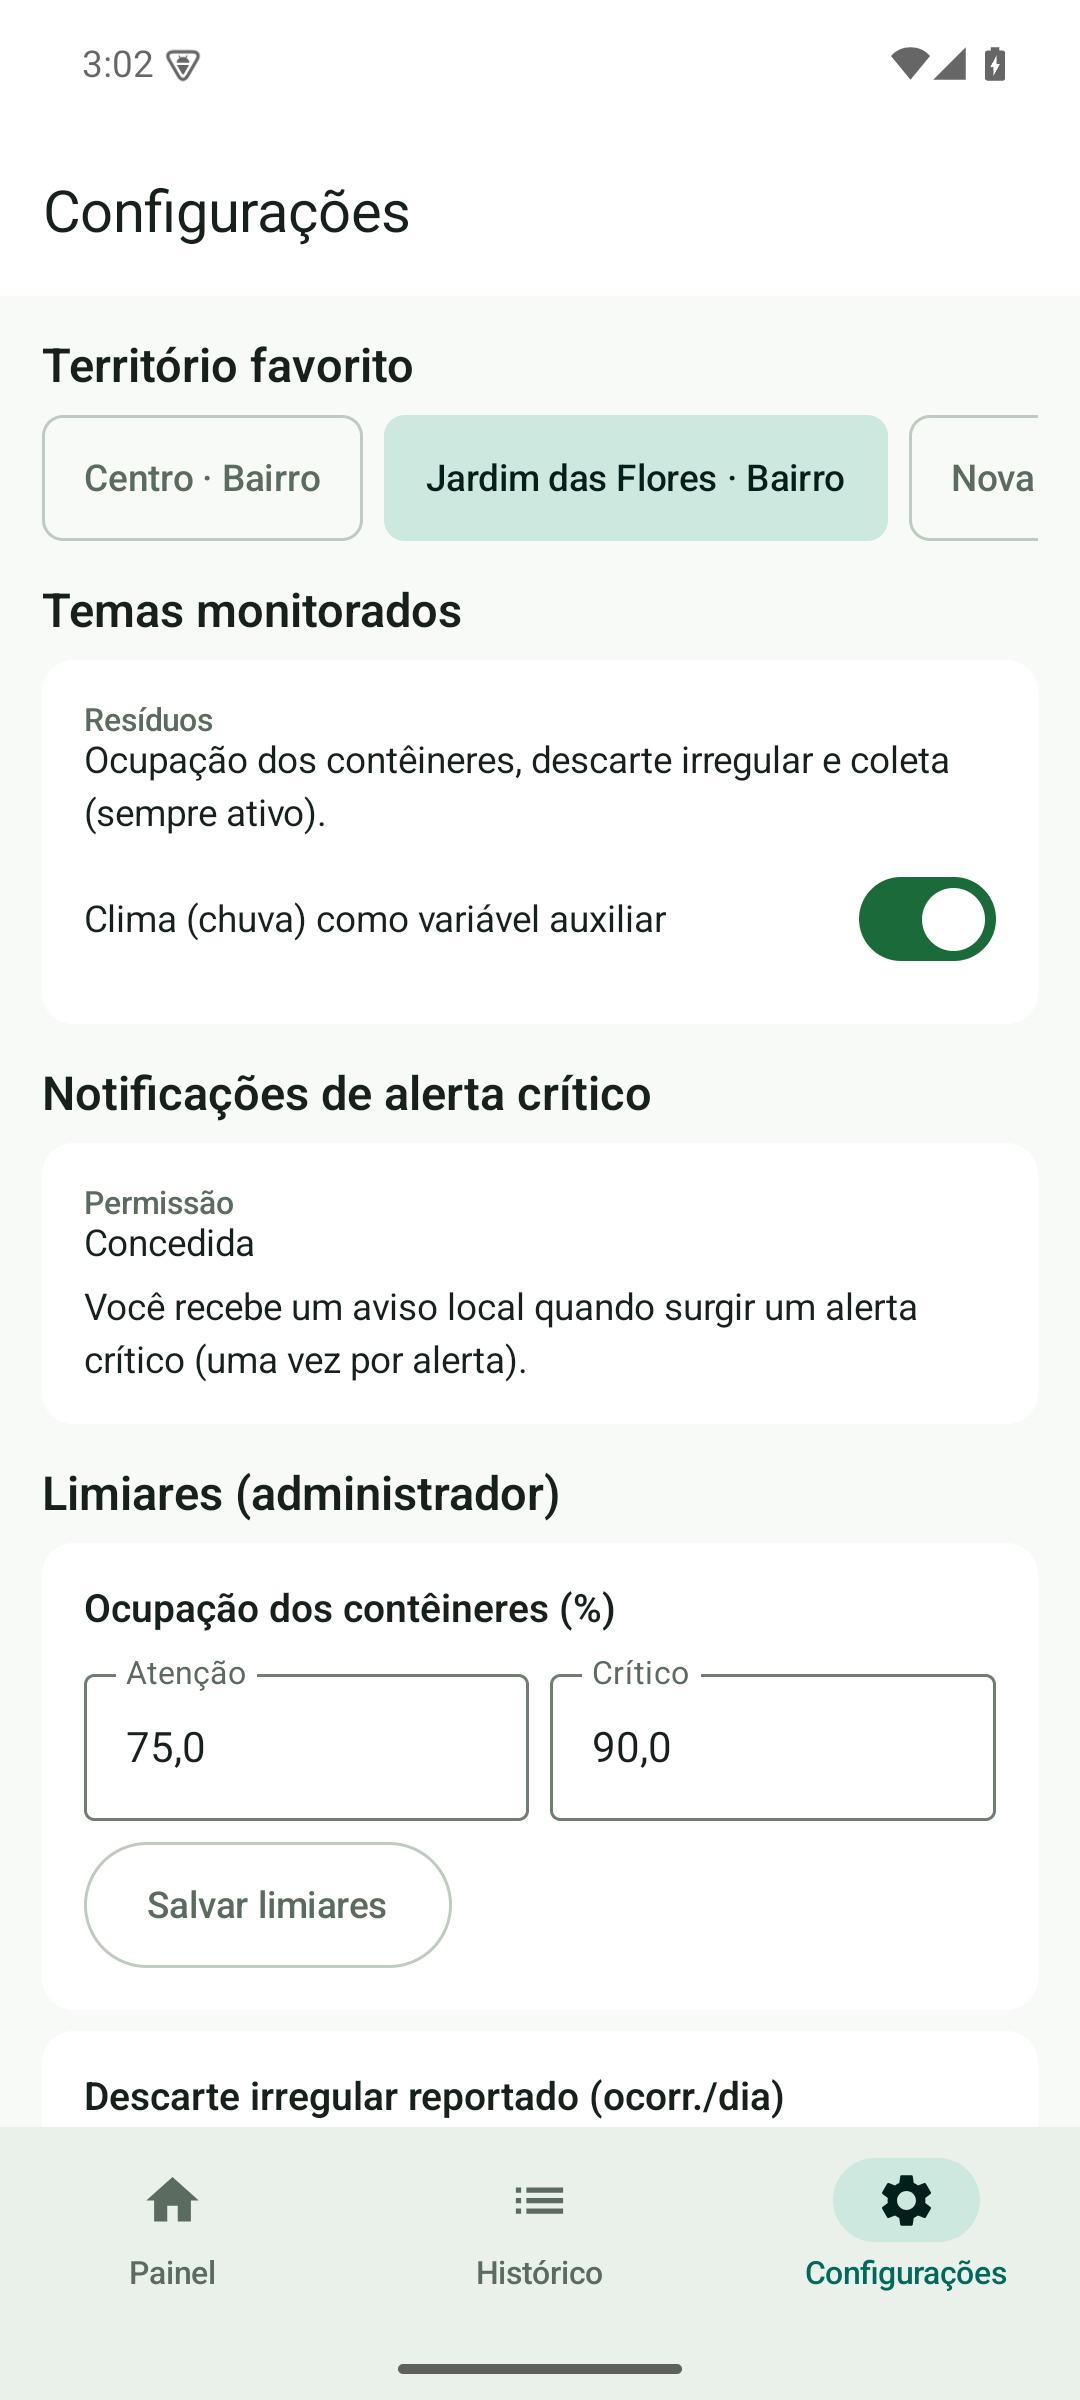 3:02
Configurações
Território favorito
Centro · Bairro
Jardim das Flores · Bairro
Nova
Temas monitorados
Resíduos
Ocupação dos contêineres, descarte irregular e coleta
(sempre ativo).
Clima (chuva) como variável auxiliar
Notificações de alerta crítico
Permissão
Concedida
Você recebe um aviso local quando surgir um alerta
crítico (uma vez por alerta).
Limiares (administrador)
Ocupação dos contêineres (%)
Atenção
Crítico
75,0
90,0
Salvar limiares
Descarte irregular reportado (ocorr./dia)
Painel
Histórico
Configurações